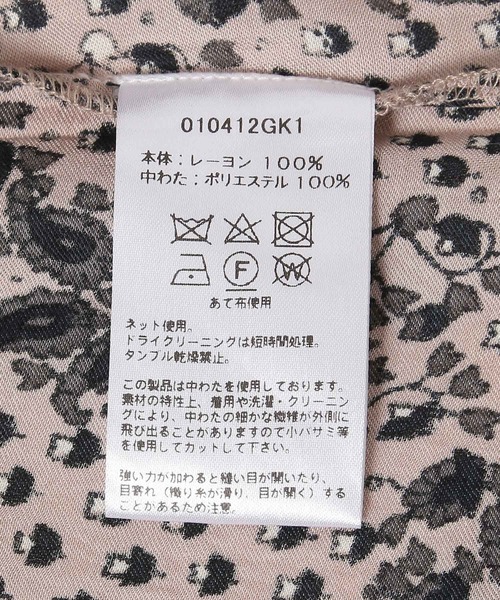 010412GK1
本体：レーヨン 100%
中わた：ポリエステル 100%
F W
あて布使用
ネット使用。
ドライクリーニングは短時間処理。
タンブル乾燥禁止。
この製品は中わたを使用しております。
素材の特性上、着用や洗濯・クリーニン
グにより、中わたの細かな繊維が外側に
飛び出ることがありますので小バサミ等
を使用してカットして下さい。
強い力が加わると縫い目が開いたり、
目寄れ（織り糸が滑り、目が開く）する
ことがあるため注意。